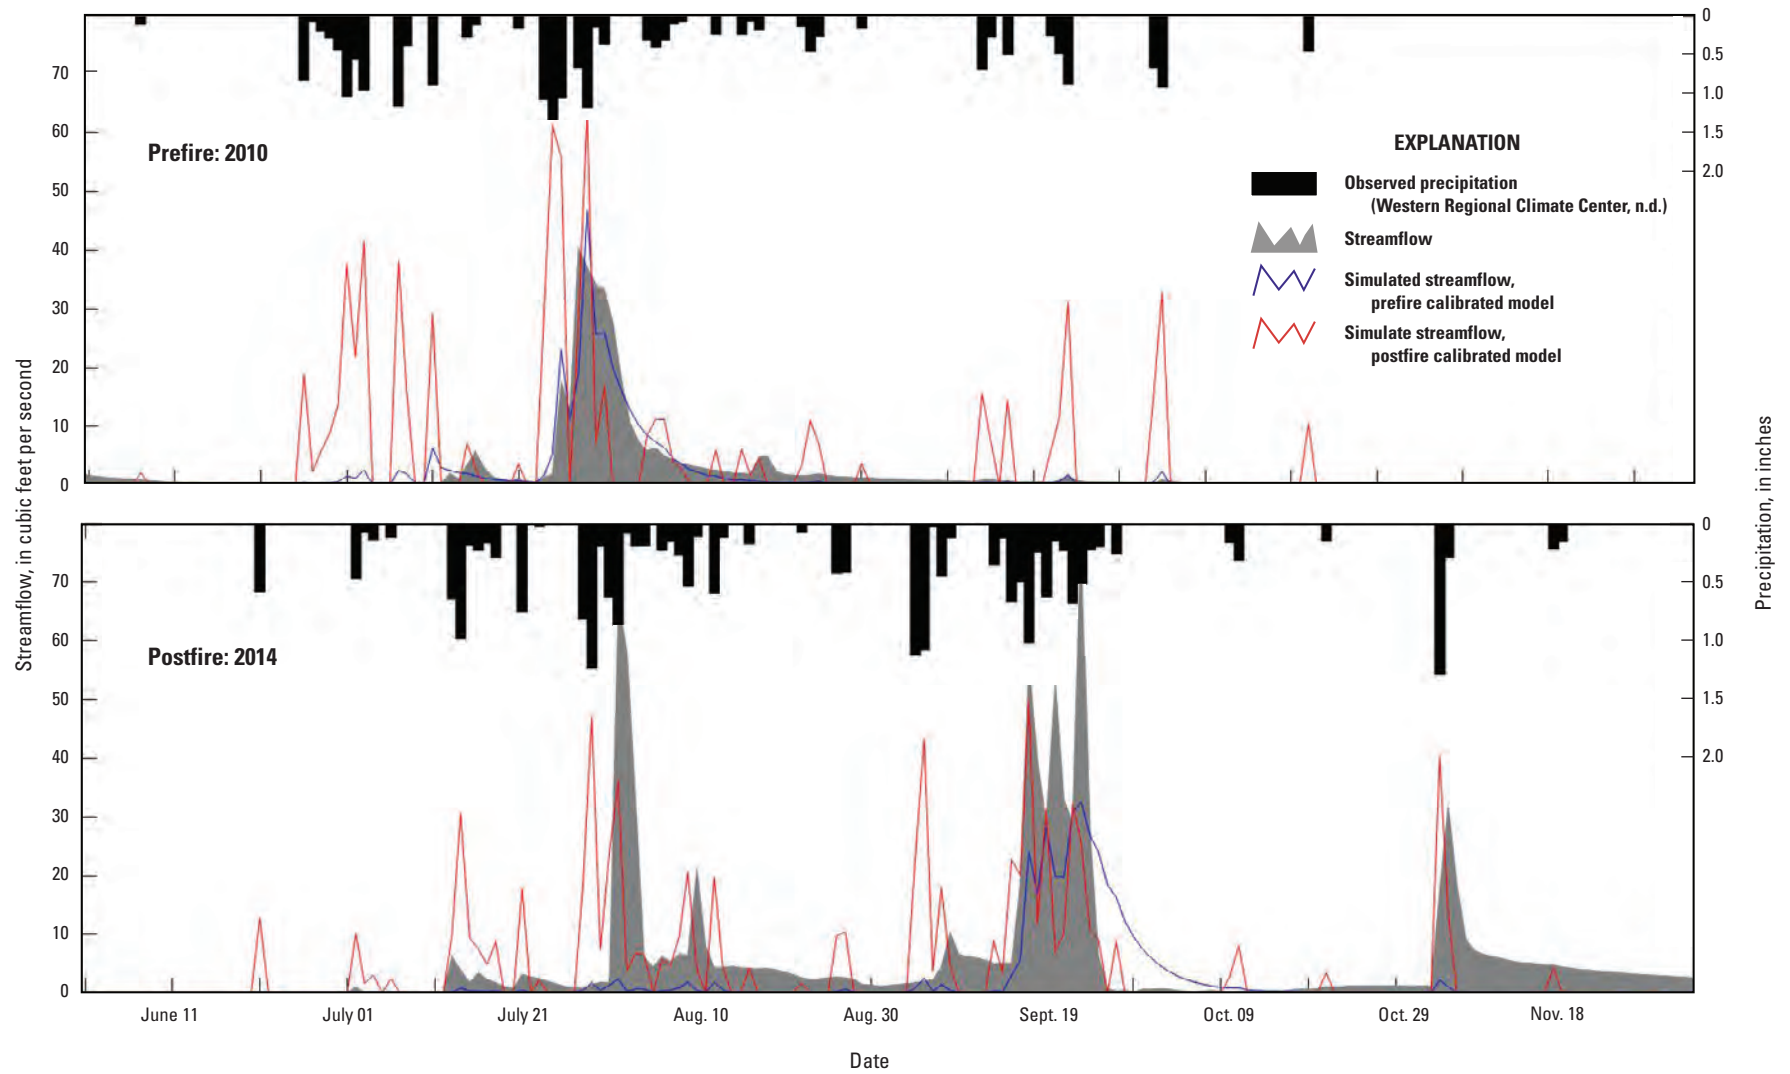 Streamflow, in cubic feet per second
Precipitation, in inches
70
60
50
40
30
20
10
0
0
0.5
1.0
1.5
2.0
Prefire: 2010
EXPLANATION
Observed precipitation
(Western Regional Climate Center, n.d.)
Streamflow
Simulated streamflow,
prefire calibrated model
Simulate streamflow,
postfire calibrated model
70
60
50
40
30
20
10
0
0
0.5
1.0
1.5
2.0
Postfire: 2014
June 11 July 01 July 21 Aug. 10 Aug. 30 Sept. 19 Oct. 09 Oct. 29 Nov. 18
Date